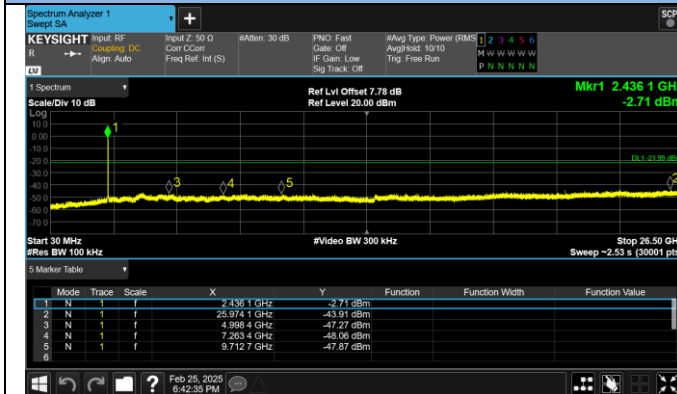 Spectrum Analyzer 1
Swept SA
+
SCP
KEYSIGHT Input: RF Input Z: 50 Ω #Atten: 30 dB PNO: Fast #Avg Type: Power (RMS 1 2 3 4 5 6
R Coupling: DC Corr CCorr Gate: Off Avg|Hold: 10/10 M W W W W W
Align: Auto Freq Ref: Int (S) IF Gain: Low Trig: Free Run
Sig Track: Off P N N N N N
LNI
1 Spectrum Ref Lvl Offset 7.78 dB Mkr1 2.436 1 GH
Scale/Div 10 dB Ref Level 20.00 dBm -2.71 dBm
Log
10.0
0.00
-10.0
-20.0
-30.0
-40.0
-50.0
-60.0
-70.0
1
DL1 -21.99 dB
3 4 5 2
Start 30 MHz #Video BW 300 kHz Stop 26.50 GH
#Res BW 100 kHz Sweep ~2.53 s (30001 pts
5 Marker Table
Mode Trace Scale X Y Function Function Width Function Value
1 N 1 f 2.436 1 GHz -2.71 dBm
2 N 1 f 25.974 1 GHz -43.91 dBm
3 N 1 f 4.998 4 GHz -47.27 dBm
4 N 1 f 7.263 4 GHz -48.06 dBm
5 N 1 f 9.712 7 GHz -47.87 dBm
6
? Feb 25, 2025
6:42:35 PM